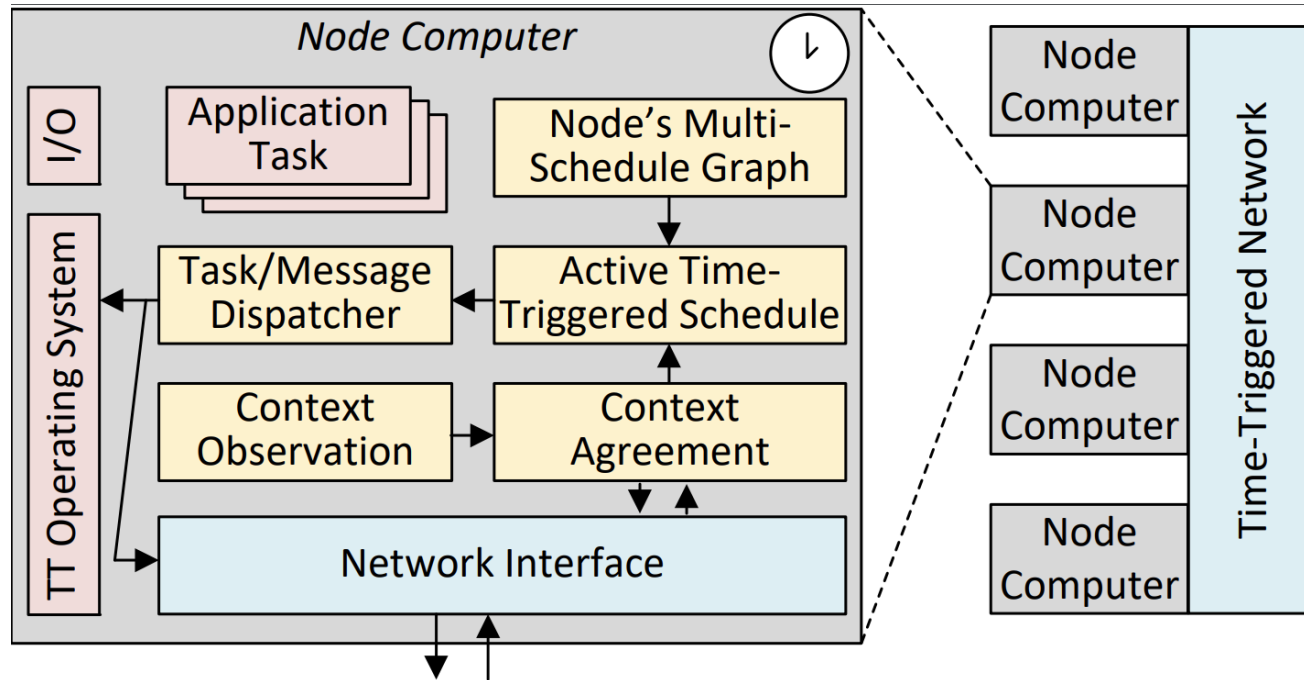 Node Computer
I/O
Application
Task
Node's Multi-
Schedule Graph
TT Operating System
Task/Message
Dispatcher
Active Time-
Triggered Schedule
Context
Observation
Context
Agreement
Network Interface
Node
Computer
Node
Computer
Node
Computer
Node
Computer
Time-Triggered Network